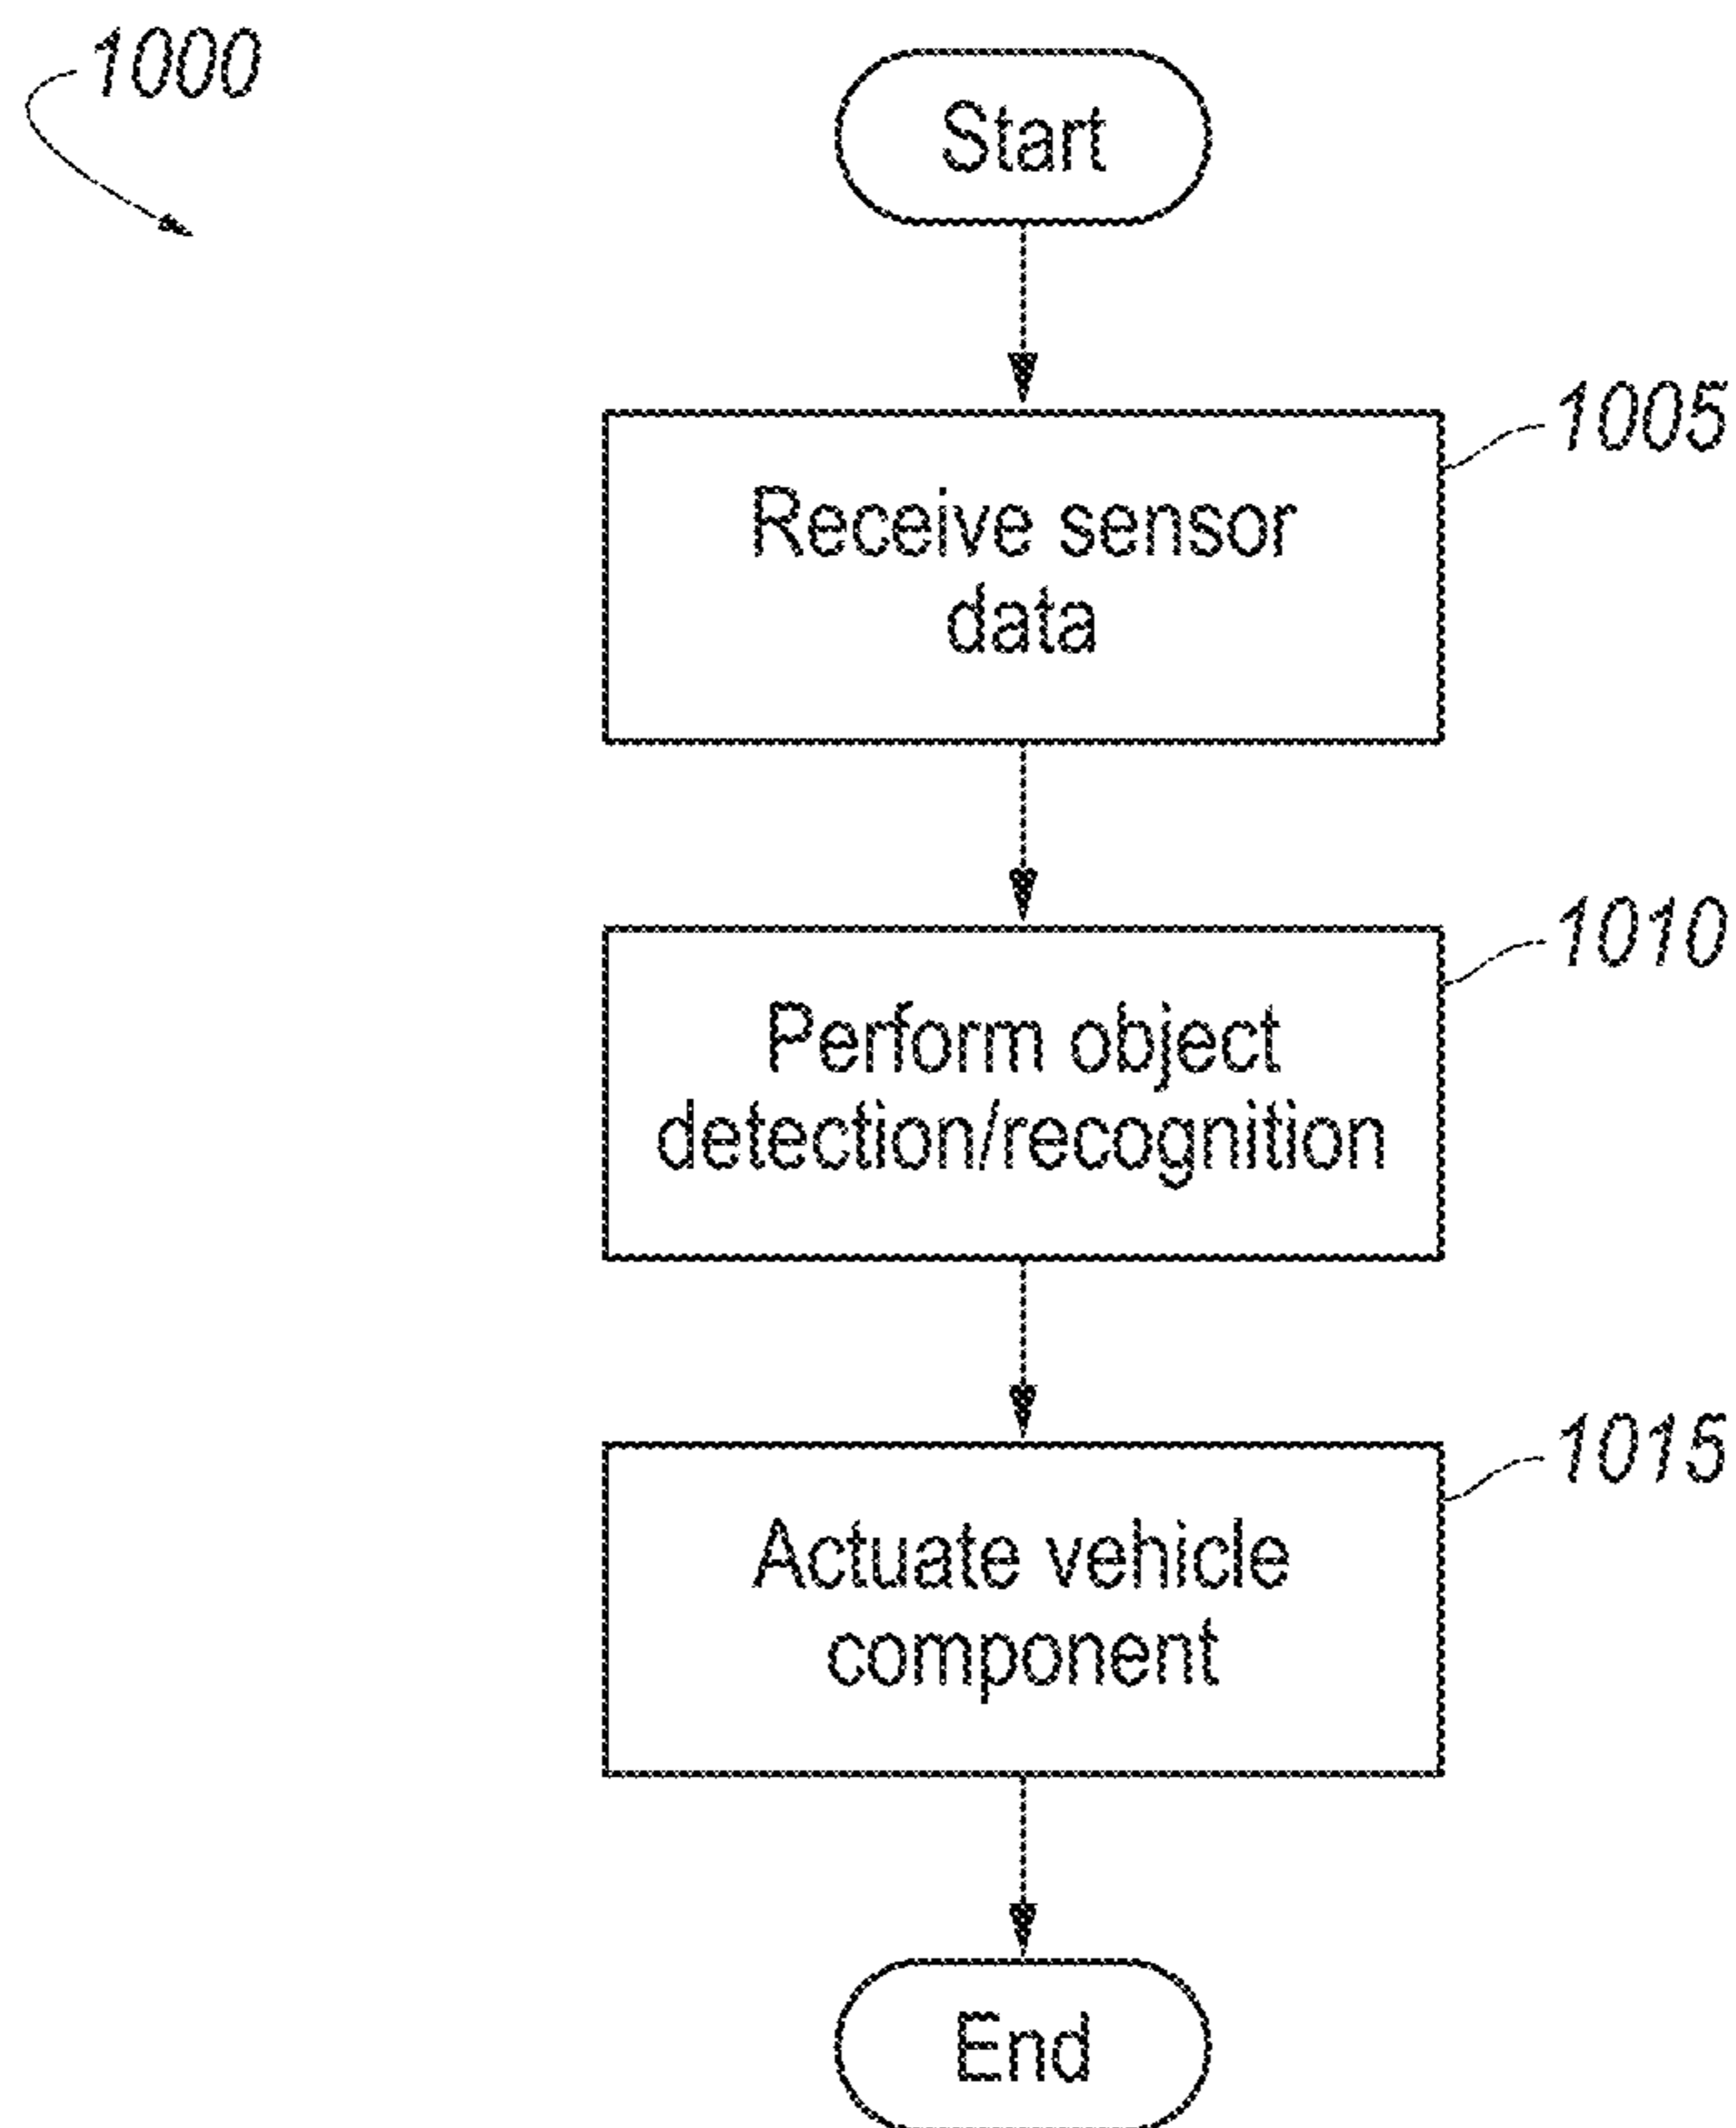 1000
Start
1005
Receive sensor
data
1010
Perform object
detection/recognition
1015
Actuate vehicle
component
End